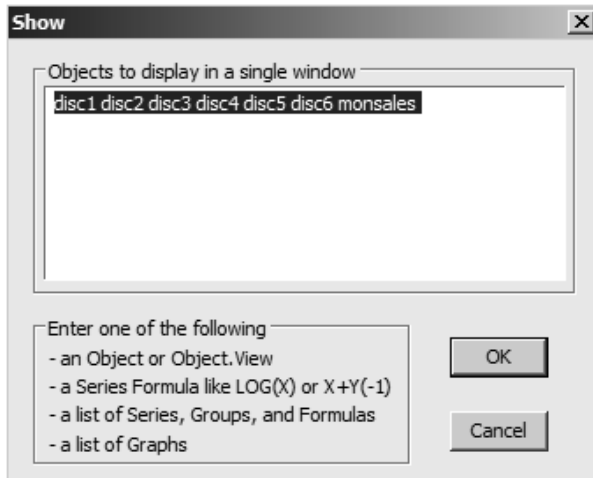 Show
Objects to display in a single window
disc1 disc2 disc3 disc4 disc5 disc6 monsales
Enter one of the following
- an Object or Object.View
- a Series Formula like LOG(X) or X+Y(-1)
- a list of Series, Groups, and Formulas
- a list of Graphs
OK
Cancel